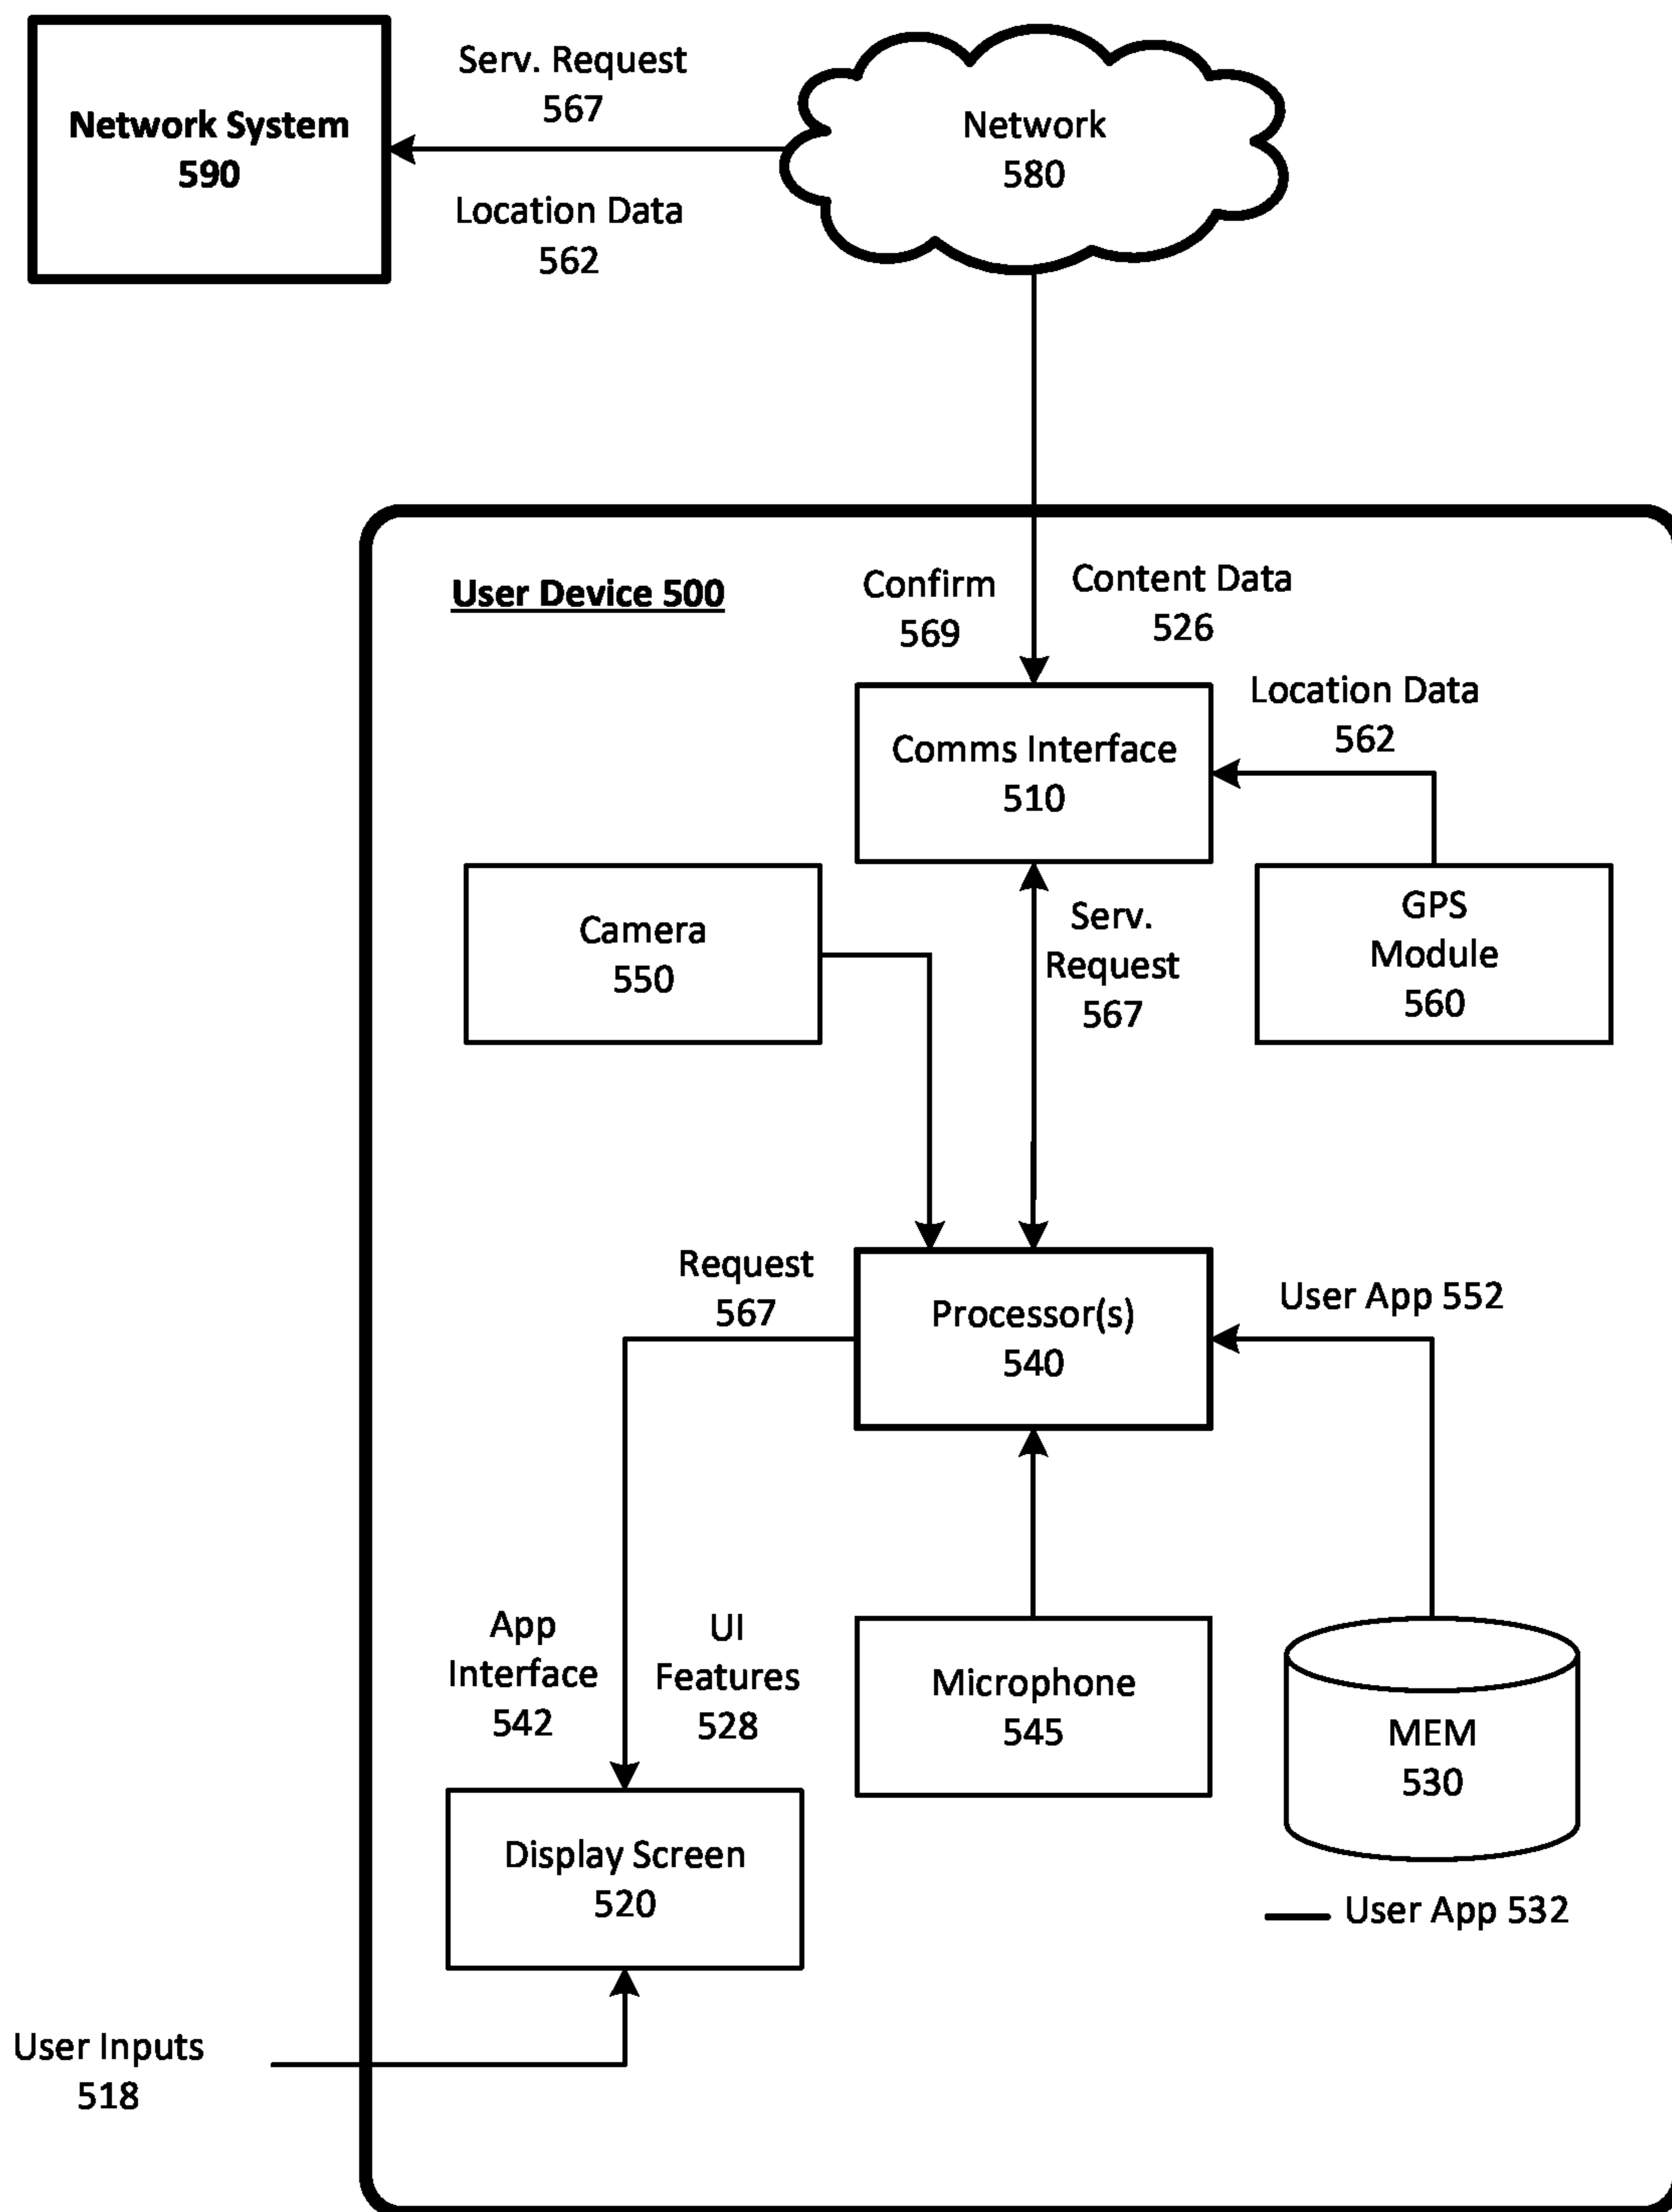 Network System
590
Serv. Request
567
Location Data
562
Network
580
User Device 500
Confirm
569
Content Data
526
Location Data
562
Comms Interface
510
Camera
550
Serv.
Request
567
GPS
Module
560
Request
567
Processor(s)
540
User App 552
App
Interface
542
UI
Features
528
Microphone
545
MEM
530
Display Screen
520
User App 532
User Inputs
518